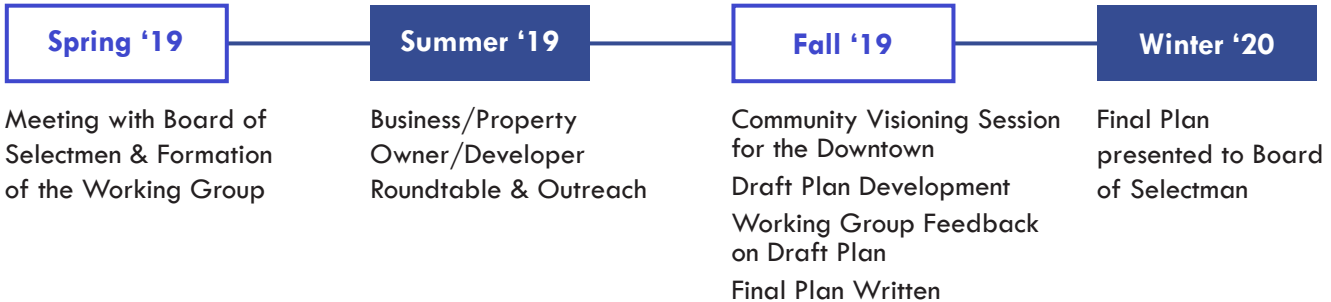 Spring ‘19
Meeting with Board of
Selectmen & Formation
of the Working Group
Summer ‘19
Business/Property
Owner/Developer
Roundtable & Outreach
Fall ‘19
Community Visioning Session
for the Downtown
Draft Plan Development
Working Group Feedback
on Draft Plan
Final Plan Written
Winter ‘20
Final Plan
presented to Board
of Selectman